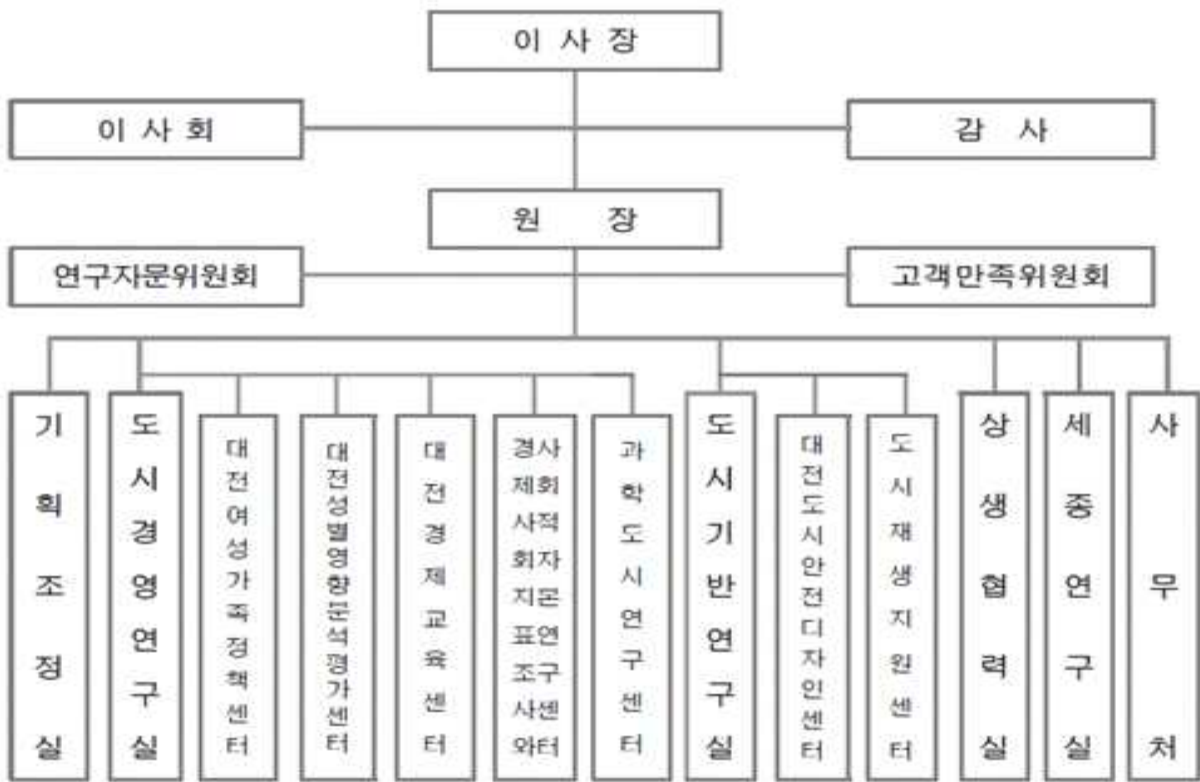 이 사 장
이 사 회
감 사
원 장
연구자문위원회
고객만족위원회
기획조정실
도시경영연구실
대전여성가족정책센터
대전성별영향분석평가센터
대전경제교육센터
경제사회지표조사와
사회적자본연구센터
과학도시연구센터
도시기반연구실
대전도시안전디자인센터
도시재생지원센터
상생협력실
세종연구실
사무처